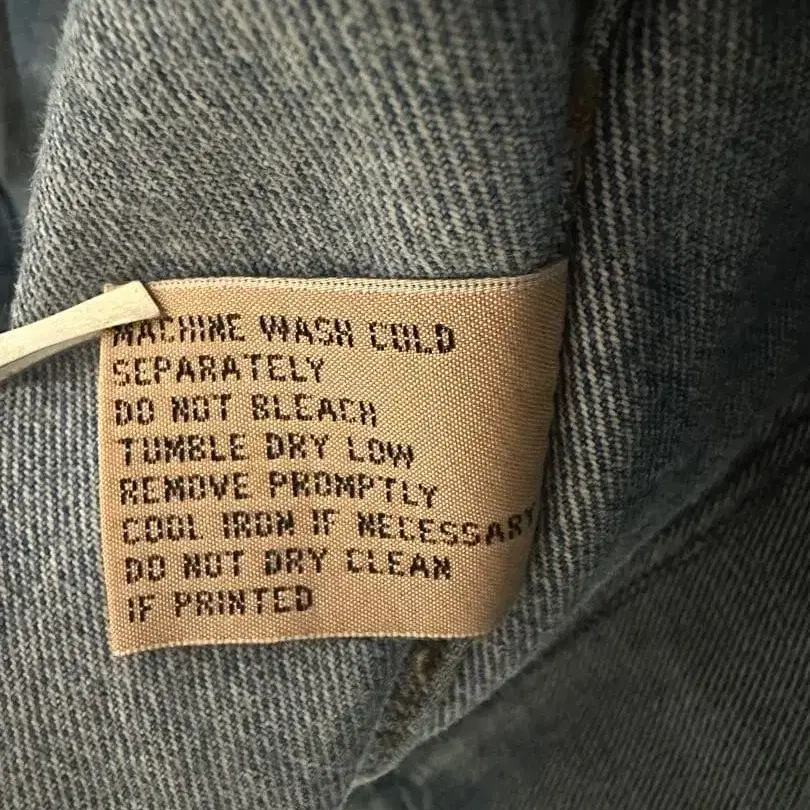 MACHINE WASH COLD
SEPARATELY
DO NOT BLEACH
TUMBLE DRY LOW
REMOVE PROMPTLY
COOL IRON IF NECESSARY
DO NOT DRY CLEAN
IF PRINTED